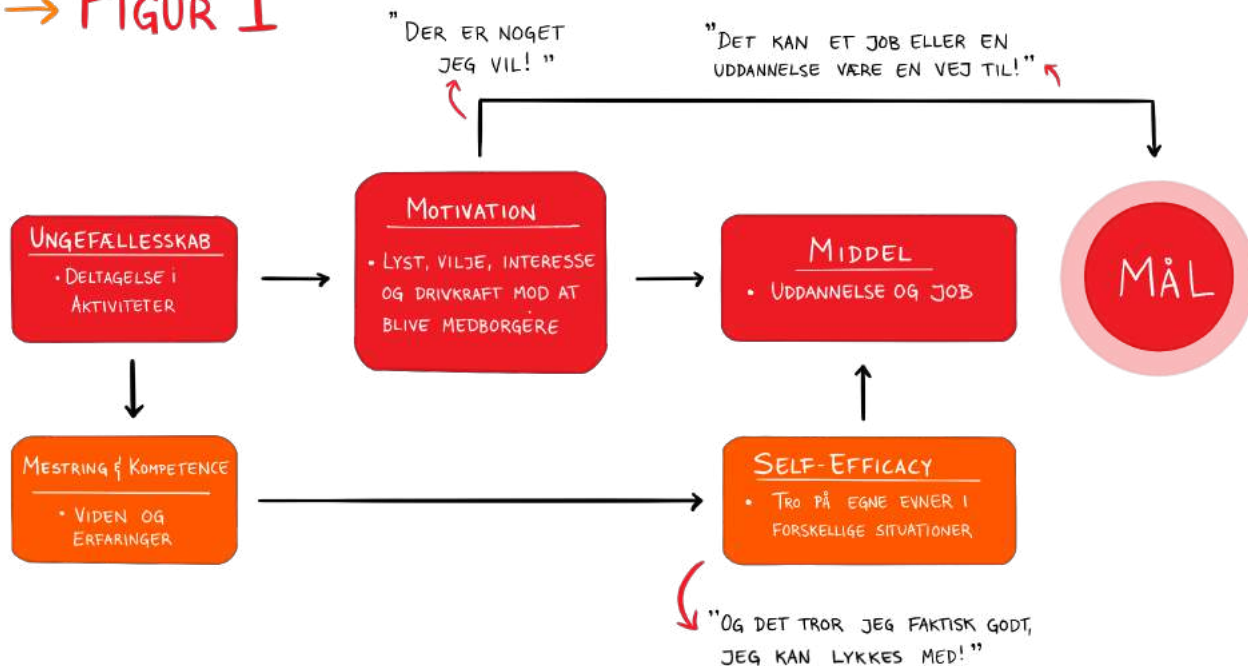 → FIGUR 1
"DER ER NOGET
JEG VIL!"
"DET KAN ET JOB ELLER EN
UDDANNELSE VÆRE EN VEJ TIL!"
UNGEFÆLLESSKAB
• DELTAGELSE I
AKTIVITETER
MOTIVATION
• LYST, VILJE, INTERESSE
OG DRIVKRAFT MOD AT
BLIVE MEDBORGERE
MIDDEL
• UDDANNELSE OG JOB
MÅL
MESTRING & KOMPETENCE
• VIDEN OG
ERFARINGER
SELF-EFFICACY
• TRO PÅ EGNE EVNER I
FORSKELLIGE SITUATIONER
"OG DET TROR JEG FAKTISK GODT,
JEG KAN LYKKES MED!"